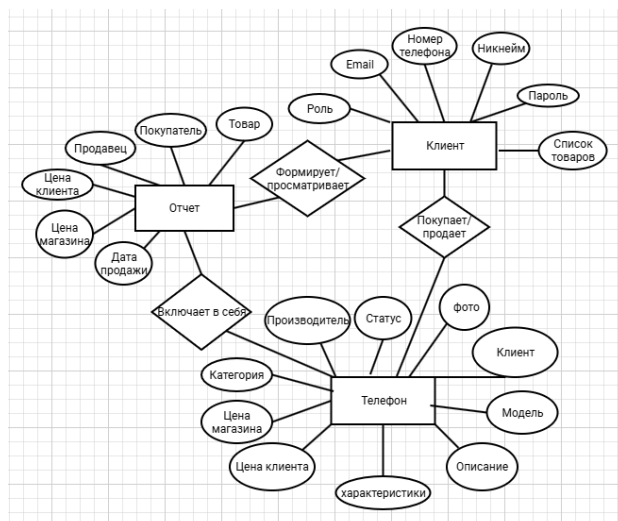 Номер
телефона
Никнейм
Email
Пароль
Роль
Товар
Покупатель
Клиент
Список
товаров
Продавец
Формирует/
просматривает
Цена
клиента
Отчет
Покупает/
продает
Цена
магазина
Дата
продажи
Включает в себя
Производитель
Статус
фото
Клиент
Категория
Телефон
Модель
Цена
магазина
Цена клиента
Описание
характеристики